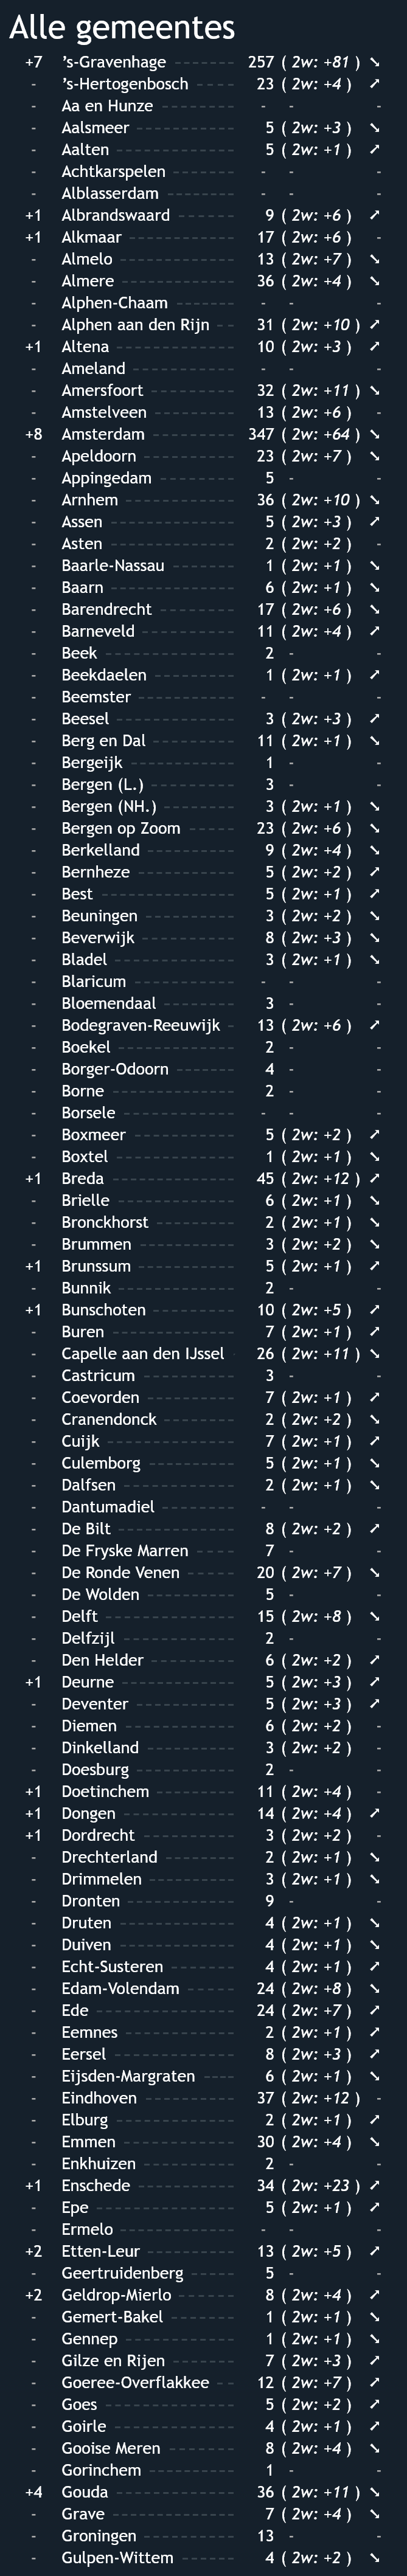 Alle gemeentes
+7 's-Gravenhage 257 ( 2w: +81 ) ↘
- 's-Hertogenbosch 23 ( 2w: +4 ) ↗
- Aa en Hunze - - -
- Aalsmeer 5 ( 2w: +3 ) ↘
- Aalten 5 ( 2w: +1 ) ↗
- Achtkarspelen - - -
- Alblasserdam - - -
+1 Albrandswaard 9 ( 2w: +6 ) ↗
+1 Alkmaar 17 ( 2w: +6 ) -
- Almelo 13 ( 2w: +7 ) ↘
- Almere 36 ( 2w: +4 ) ↘
- Alphen-Chaam - - -
- Alphen aan den Rijn 31 ( 2w: +10 ) ↗
+1 Altena 10 ( 2w: +3 ) ↗
- Ameland - - -
- Amersfoort 32 ( 2w: +11 ) ↘
- Amstelveen 13 ( 2w: +6 ) -
+8 Amsterdam 347 ( 2w: +64 ) ↘
- Apeldoorn 23 ( 2w: +7 ) ↘
- Appingedam 5 - -
- Arnhem 36 ( 2w: +10 ) ↘
- Assen 5 ( 2w: +3 ) ↗
- Asten 2 ( 2w: +2 ) -
- Baarle-Nassau 1 ( 2w: +1 ) ↘
- Baarn 6 ( 2w: +1 ) ↘
- Barendrecht 17 ( 2w: +6 ) ↘
- Barneveld 11 ( 2w: +4 ) ↗
- Beek 2 - -
- Beekdaelen 1 ( 2w: +1 ) ↗
- Beemster - - -
- Beesel 3 ( 2w: +3 ) ↗
- Berg en Dal 11 ( 2w: +1 ) ↘
- Bergeijk 1 - -
- Bergen (L.) 3 - -
- Bergen (NH.) 3 ( 2w: +1 ) ↘
- Bergen op Zoom 23 ( 2w: +6 ) ↘
- Berkelland 9 ( 2w: +4 ) ↘
- Bernheze 5 ( 2w: +2 ) ↗
- Best 5 ( 2w: +1 ) ↗
- Beuningen 3 ( 2w: +2 ) ↘
- Beverwijk 8 ( 2w: +3 ) ↘
- Bladel 3 ( 2w: +1 ) ↘
- Blaricum - - -
- Bloemendaal 3 - -
- Bodegraven-Reeuwijk 13 ( 2w: +6 ) ↗
- Boekel 2 - -
- Borger-Odoorn 4 - -
- Borne 2 - -
- Borsele - - -
- Boxmeer 5 ( 2w: +2 ) ↗
- Boxtel 1 ( 2w: +1 ) ↘
+1 Breda 45 ( 2w: +12 ) ↗
- Brielle 6 ( 2w: +1 ) ↘
- Bronckhorst 2 ( 2w: +1 ) ↘
- Brummen 3 ( 2w: +2 ) ↘
+1 Brunssum 5 ( 2w: +1 ) ↗
- Bunnik 2 - -
+1 Bunschoten 10 ( 2w: +5 ) ↗
- Buren 7 ( 2w: +1 ) ↗
- Capelle aan den IJssel 26 ( 2w: +11 ) ↘
- Castricum 3 - -
- Coevorden 7 ( 2w: +1 ) ↗
- Cranendonck 2 ( 2w: +2 ) ↘
- Cuijk 7 ( 2w: +1 ) ↗
- Culemborg 5 ( 2w: +1 ) ↘
- Dalfsen 2 ( 2w: +1 ) ↘
- Dantumadiel - - -
- De Bilt 8 ( 2w: +2 ) ↗
- De Fryske Marren 7 - -
- De Ronde Venen 20 ( 2w: +7 ) ↘
- De Wolden 5 - -
- Delft 15 ( 2w: +8 ) ↘
- Delfzijl 2 - -
- Den Helder 6 ( 2w: +2 ) ↗
+1 Deurne 5 ( 2w: +3 ) ↗
- Deventer 5 ( 2w: +3 ) ↗
- Diemen 6 ( 2w: +2 ) -
- Dinkelland 3 ( 2w: +2 ) -
- Doesburg 2 - -
+1 Doetinchem 11 ( 2w: +4 ) -
+1 Dongen 14 ( 2w: +4 ) ↗
+1 Dordrecht 3 ( 2w: +2 ) -
- Drechterland 2 ( 2w: +1 ) ↘
- Drimmelen 3 ( 2w: +1 ) ↘
- Dronten 9 - -
- Druten 4 ( 2w: +1 ) ↘
- Duiven 4 ( 2w: +1 ) ↘
- Echt-Susteren 4 ( 2w: +1 ) ↗
- Edam-Volendam 24 ( 2w: +8 ) ↘
- Ede 24 ( 2w: +7 ) ↗
- Eemnes 2 ( 2w: +1 ) ↗
- Eersel 8 ( 2w: +3 ) ↗
- Eijsden-Margraten 6 ( 2w: +1 ) ↘
- Eindhoven 37 ( 2w: +12 ) -
- Elburg 2 ( 2w: +1 ) ↗
- Emmen 30 ( 2w: +4 ) ↘
- Enkhuizen 2 - -
+1 Enschede 34 ( 2w: +23 ) ↗
- Epe 5 ( 2w: +1 ) ↗
- Ermelo - - -
+2 Etten-Leur 13 ( 2w: +5 ) ↗
- Geertruidenberg 5 - -
+2 Geldrop-Mierlo 8 ( 2w: +4 ) ↗
- Gemert-Bakel 1 ( 2w: +1 ) ↘
- Gennep 1 ( 2w: +1 ) ↘
- Gilze en Rijen 7 ( 2w: +3 ) ↗
- Goeree-Overflakkee 12 ( 2w: +7 ) ↗
- Goes 5 ( 2w: +2 ) ↗
- Goirle 4 ( 2w: +1 ) ↗
- Gooise Meren 8 ( 2w: +4 ) ↘
- Gorinchem 1 - -
+4 Gouda 36 ( 2w: +11 ) ↘
- Grave 7 ( 2w: +4 ) ↗
- Groningen 13 - -
- Gulpen-Wittem 4 ( 2w: +2 ) ↘